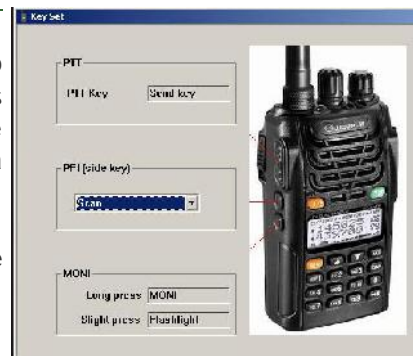 Key Set
PTT
PTT Key Send key
PF1 (side key)
Scan
MONI
Long press MONI
Slight press Flashlight